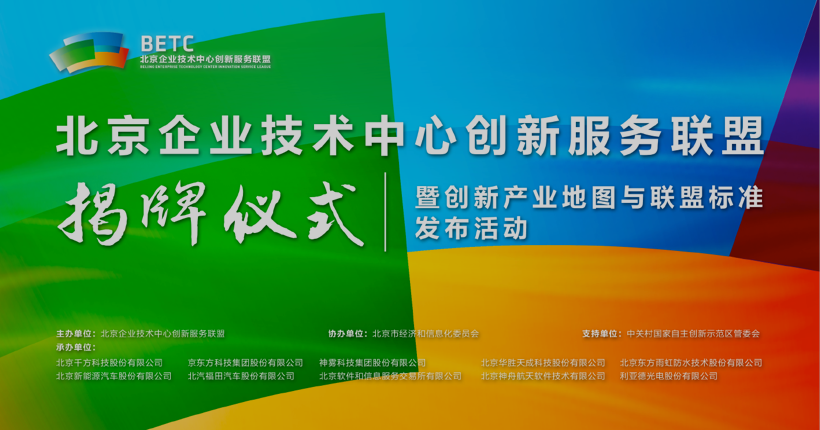 BETC
北京企业技术中心创新服务联盟
BEIJING ENTERPRISE TECHNOLOGY CENTER INNOVATION SERVICE LEAGUE
北京企业技术中心创新服务联盟
揭牌仪式
暨创新产业地图与联盟标准
发布活动
主办单位：北京企业技术中心创新服务联盟 协办单位：北京市经济和信息化委员会 支持单位：中关村国家自主创新示范区管委会
承办单位：
北京千方科技股份有限公司 京东方科技集团股份有限公司 神雾科技集团股份有限公司 北京华胜天成科技股份有限公司 北京东方雨虹防水技术股份有限公司
北京新能源汽车股份有限公司 北汽福田汽车股份有限公司 北京软件和信息服务交易所有限公司 北京神舟航天软件技术有限公司 利亚德光电股份有限公司